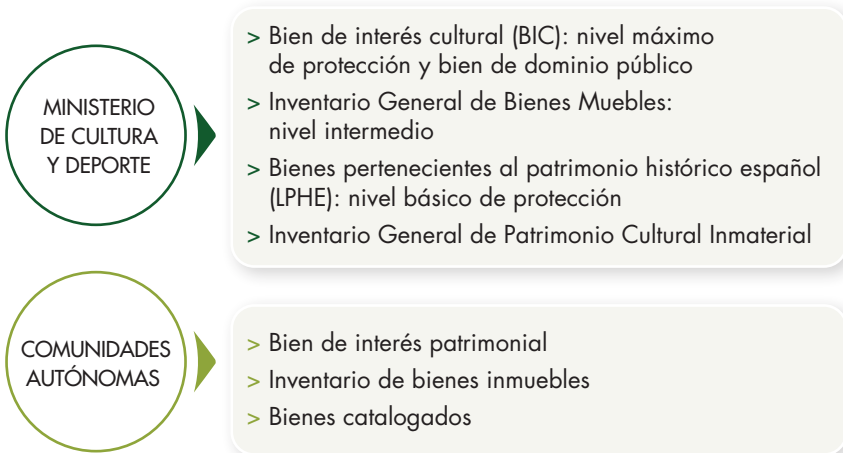 MINISTERIO
DE CULTURA
Y DEPORTE
> Bien de interés cultural (BIC): nivel máximo
de protección y bien de dominio público
> Inventario General de Bienes Muebles:
nivel intermedio
> Bienes pertenecientes al patrimonio histórico español
(LPHE): nivel básico de protección
> Inventario General de Patrimonio Cultural Inmaterial
COMUNIDADES
AUTÓNOMAS
> Bien de interés patrimonial
> Inventario de bienes inmuebles
> Bienes catalogados